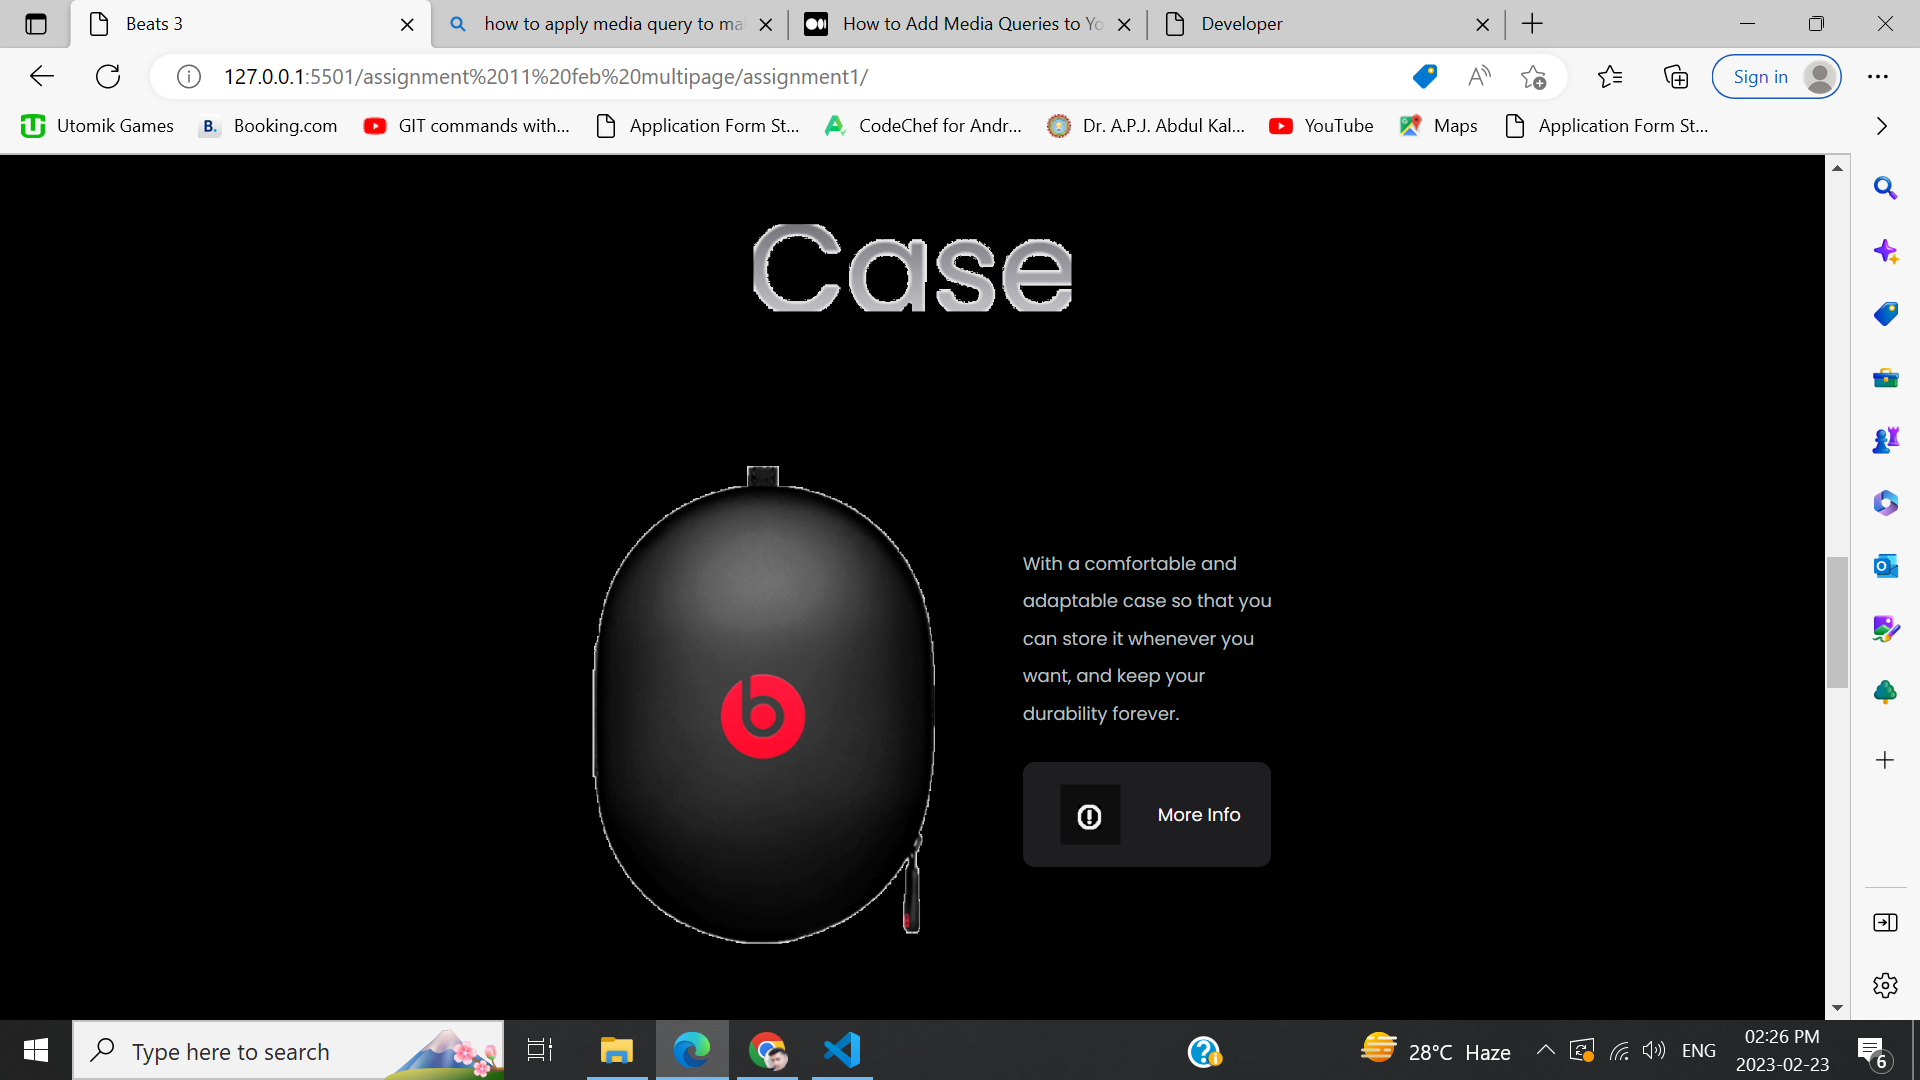 Beats 3
how to apply media query to mal
How to Add Media Queries to Yo
Developer
127.0.0.1:5501/assignment%2011%20feb%20multipage/assignment1/
Sign in
Utomik Games
B. Booking.com
GIT commands with...
Application Form St...
CodeChef for Andr...
Dr. A.P.J. Abdul Kal...
YouTube
Maps
Application Form St...
Case
With a comfortable and
adaptable case so that you
can store it whenever you
want, and keep your
durability forever.
More Info
Type here to search
28°C Haze
ENG
02:26 PM
2023-02-23
6